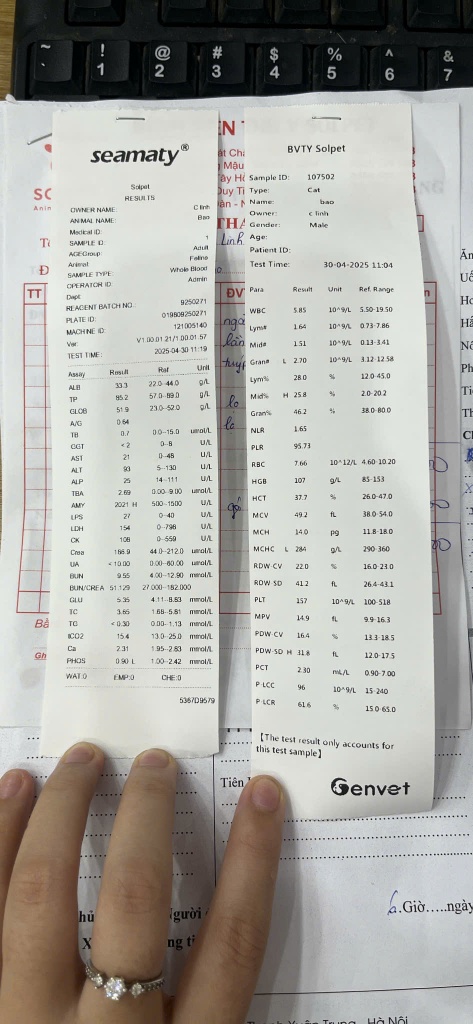 ~ ! @ # $ % ^ &
` 1 2 3 4 5 6 7
seamaty®
Solpet
RESULTS
OWNER NAME: C linh
ANIMAL NAME: Bao
Medical ID:
SAMPLE ID: 1
AGEGroup: Adult
Animal: Feline
SAMPLE TYPE: Whole Blood
OPERATOR ID: Admin
Dept:
REAGENT BATCH NO.: 9250271
PLATE ID: 019809250271
MACHINE ID: 121005140
Ver: V1.00.01.21/1.00.01.57
TEST TIME: 2025-04-30 11:19
Assay Result Ref Unit
ALB 33.3 22.0-44.0 g/L
TP 85.2 57.0-89.0 g/L
GLOB 51.9 23.0-52.0 g/L
A/G 0.64
TB 0.7 0.0-15.0 umol/L
GGT <2 0-8 U/L
AST 21 0-48 U/L
ALT 93 5-130 U/L
ALP 25 14-111 U/L
TBA 2.69 0.00-9.00 umol/L
AMY 2021 H 500-1500 U/L
LPS 27 0-40 U/L
LDH 154 0-798 U/L
CK 108 0-559 U/L
Crea 186.9 44.0-212.0 umol/L
UA <10.00 0.00-60.00 umol/L
BUN 9.55 4.00-12.90 mmol/L
BUN/CREA 51.129 27.000-182.000
GLU 5.35 4.11-8.83 mmol/L
TC 3.65 1.68-5.81 mmol/L
TG <0.30 0.00-1.13 mmol/L
tCO2 15.4 13.0-25.0 mmol/L
Ca 2.31 1.95-2.83 mmol/L
PHOS 0.90 L 1.00-2.42 mmol/L
WAT:0 EMP:0 CHE:0
5367D9579
BVTY Solpet
Sample ID: 107502
Type: Cat
Name: bao
Owner: c linh
Gender: Male
Age:
Patient ID:
Test Time: 30-04-2025 11:04
Para Result Unit Ref. Range
WBC 5.85 10^9/L 5.50-19.50
Lym# 1.64 10^9/L 0.73-7.86
Mid# 1.51 10^9/L 0.13-3.41
Gran# L 2.70 10^9/L 3.12-12.58
Lym% 28.0 % 12.0-45.0
Mid% H 25.8 % 2.0-20.2
Gran% 46.2 % 38.0-80.0
NLR 1.65
PLR 95.73
RBC 7.66 10^12/L 4.60-10.20
HGB 107 g/L 85-153
HCT 37.7 % 26.0-47.0
MCV 49.2 fL 38.0-54.0
MCH 14.0 pg 11.8-18.0
MCHC L 284 g/L 290-360
RDW-CV 22.0 % 16.0-23.0
RDW-SD 41.2 fL 26.4-43.1
PLT 157 10^9/L 100-518
MPV 14.9 fL 9.9-16.3
PDW-CV 16.4 % 13.3-18.5
PDW-SD H 31.8 fL 12.0-30.0
PCT 2.30 mL/L 0.90-7.00
P-LCC 96 10^9/L 15-240
P-LCR 61.6 % 15.0-65.0
【The test result only accounts for
this test sample】
Genvet
TT
ĐV
Linh
Tiên
Người
.Giờ.....ngày
Hà Nội